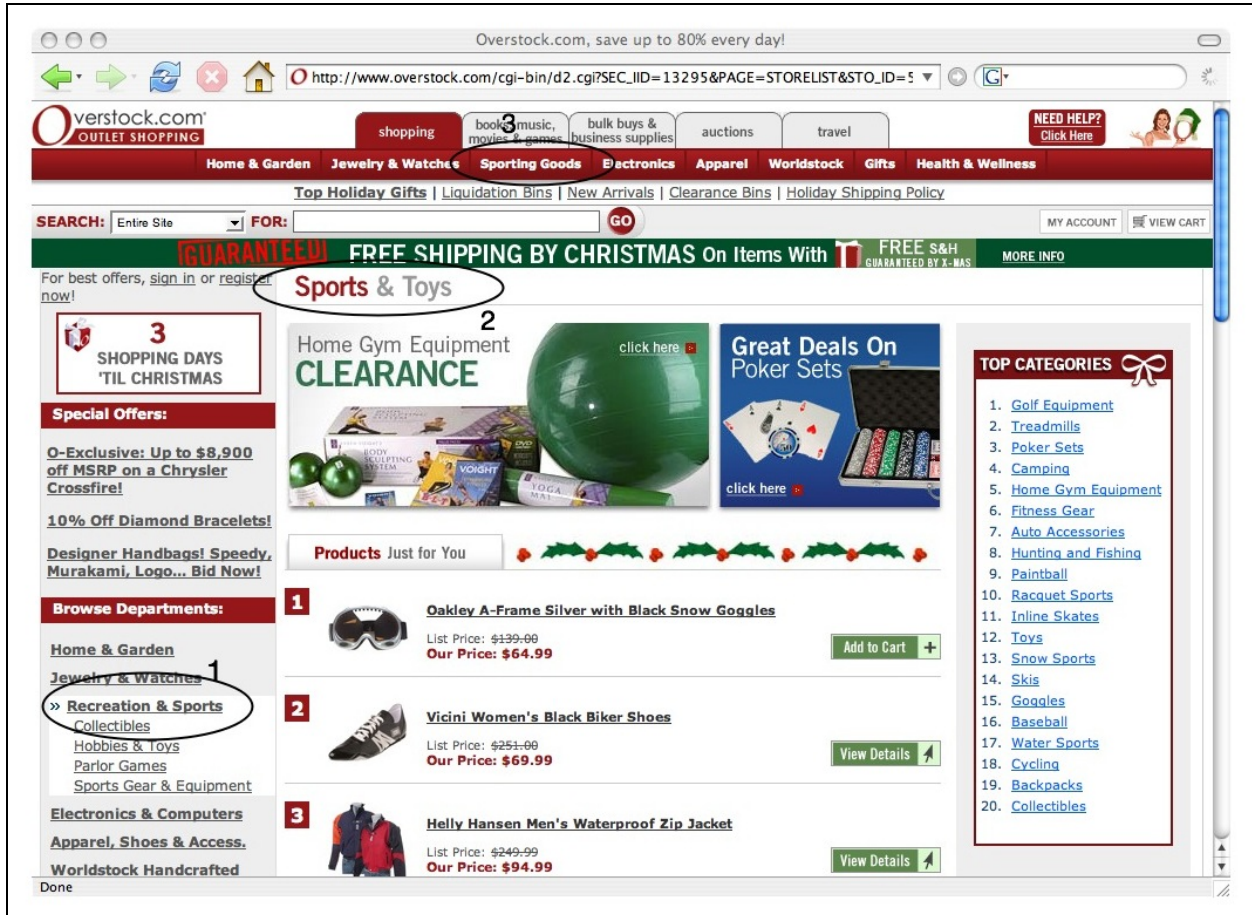 Overstock.com, save up to 80% every day!
http://www.overstock.com/cgi-bin/d2.cgi?SEC_IID=13295&PAGE=STORELIST&STO_ID=5
G
Overstock.com
OUTLET SHOPPING
shopping
books, music, movies & games
bulk buys & business supplies
auctions
travel
NEED HELP?
Click Here
3
Home & Garden Jewelry & Watches Sporting Goods Electronics Apparel Worldstock Gifts Health & Wellness
Top Holiday Gifts | Liquidation Bins | New Arrivals | Clearance Bins | Holiday Shipping Policy
SEARCH: Entire Site FOR: GO MY ACCOUNT VIEW CART
GUARANTEED! FREE SHIPPING BY CHRISTMAS On Items With FREE S&H GUARANTEED BY X-MAS MORE INFO
For best offers, sign in or register
now!
3
SHOPPING DAYS
'TIL CHRISTMAS
Special Offers:
O-Exclusive: Up to $8,900
off MSRP on a Chrysler
Crossfire!
10% Off Diamond Bracelets!
Designer Handbags! Speedy,
Murakami, Logo... Bid Now!
Browse Departments:
Home & Garden
1
Jewelry & Watches
» Recreation & Sports
Collectibles
Hobbies & Toys
Parlor Games
Sports Gear & Equipment
Electronics & Computers
Apparel, Shoes & Access.
Worldstock Handcrafted
Sports & Toys
2
Home Gym Equipment
CLEARANCE
click here
BODY
SCULPTING
SYSTEM
VOIGHT
YOGA
MAT
DVD
Great Deals On
Poker Sets
click here
Products Just for You
1
Oakley A-Frame Silver with Black Snow Goggles
List Price: $139.00
Our Price: $64.99
Add to Cart +
2
Vicini Women's Black Biker Shoes
List Price: $251.00
Our Price: $69.99
View Details
3
Helly Hansen Men's Waterproof Zip Jacket
List Price: $249.99
Our Price: $94.99
View Details
TOP CATEGORIES
1. Golf Equipment
2. Treadmills
3. Poker Sets
4. Camping
5. Home Gym Equipment
6. Fitness Gear
7. Auto Accessories
8. Hunting and Fishing
9. Paintball
10. Racquet Sports
11. Inline Skates
12. Toys
13. Snow Sports
14. Skis
15. Goggles
16. Baseball
17. Water Sports
18. Cycling
19. Backpacks
20. Collectibles
Done